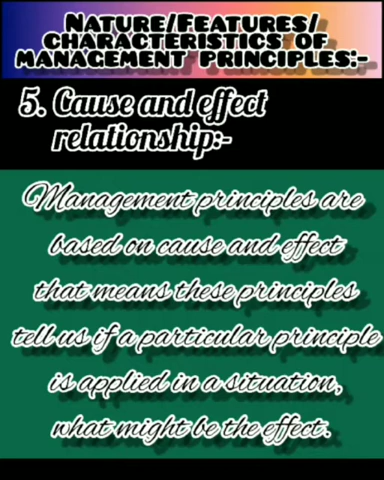 Nature/Features/
characteristics of
management principles:-
5. Cause and effect
relationship:-
Management principles are
based on cause and effect
that means these principles
tell us if a particular principle
is applied in a situation,
what might be the effect.